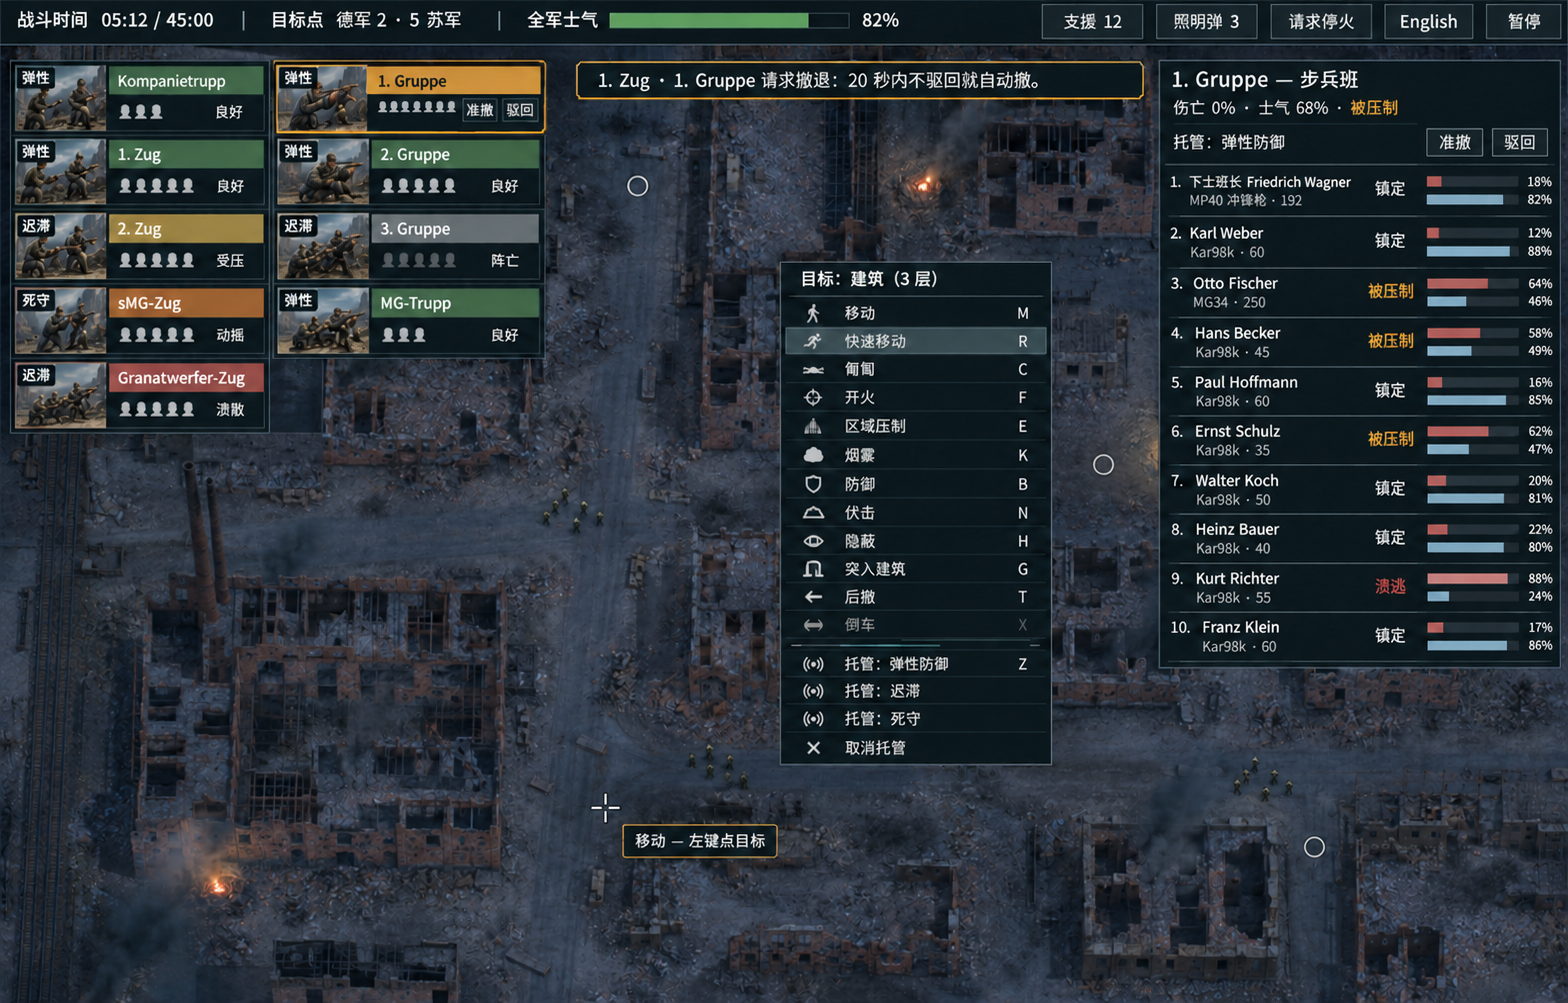 战斗时间 05:12 / 45:00
目标点 德军 2 · 5 苏军
全军士气 82%
支援 12
照明弹 3
请求停火
English
暂停
弹性
Kompanietrupp
良好
弹性
1. Zug
良好
迟滞
2. Zug
受压
死守
sMG-Zug
动摇
迟滞
Granatwerfer-Zug
溃散
弹性
1. Gruppe
准撤 驳回
弹性
2. Gruppe
良好
迟滞
3. Gruppe
阵亡
弹性
MG-Trupp
良好
1. Zug · 1. Gruppe 请求撤退：20 秒内不驳回就自动撤。
目标：建筑（3 层）
移动 M
快速移动 R
匍匐 C
开火 F
区域压制 E
烟雾 K
防御 B
伏击 N
隐蔽 H
突入建筑 G
后撤 T
倒车 X
托管：弹性防御 Z
托管：迟滞
托管：死守
取消托管
移动 — 左键点目标
1. Gruppe — 步兵班
伤亡 0% · 士气 68% · 被压制
托管：弹性防御 准撤 驳回
1. 下士班长 Friedrich Wagner 镇定 18%
MP40 冲锋枪 · 192 82%
2. Karl Weber 镇定 12%
Kar98k · 60 88%
3. Otto Fischer 被压制 64%
MG34 · 250 46%
4. Hans Becker 被压制 58%
Kar98k · 45 49%
5. Paul Hoffmann 镇定 16%
Kar98k · 60 85%
6. Ernst Schulz 被压制 62%
Kar98k · 35 47%
7. Walter Koch 镇定 20%
Kar98k · 50 81%
8. Heinz Bauer 镇定 22%
Kar98k · 40 80%
9. Kurt Richter 溃逃 88%
Kar98k · 55 24%
10. Franz Klein 镇定 17%
Kar98k · 60 86%